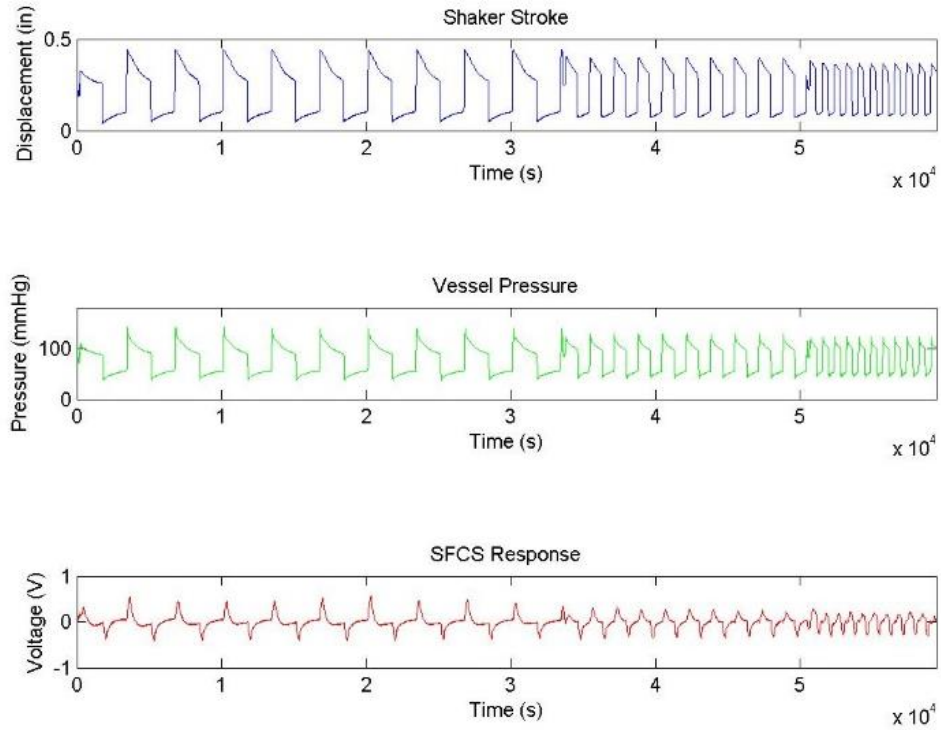 Shaker Stroke
Displacement (in)
0.5
0
0 1 2 3 4 5
Time (s)
x 10^4
Vessel Pressure
Pressure (mmHg)
100
0
0 1 2 3 4 5
Time (s)
x 10^4
SFCS Response
Voltage (V)
1
0
-1
0 1 2 3 4 5
Time (s)
x 10^4